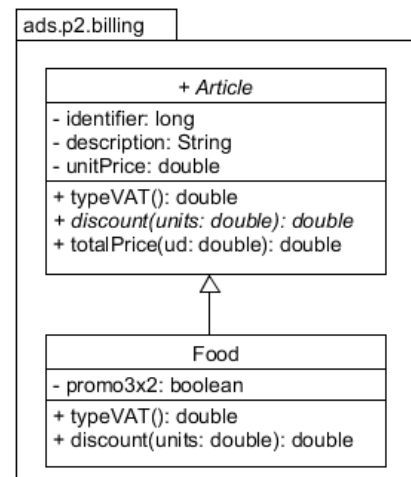 ads.p2.billing
+ Article
- identifier: long
- description: String
- unitPrice: double
+ typeVAT(): double
+ discount(units: double): double
+ totalPrice(ud: double): double
Food
- promo3x2: boolean
+ typeVAT(): double
+ discount(units: double): double